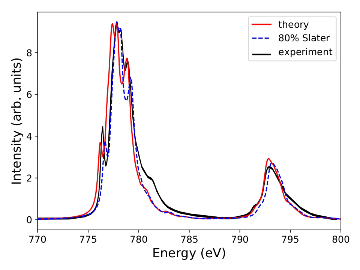 theory
80% Slater
experiment
Intensity (arb. units)
8
6
4
2
0
770
775
780
785
790
795
800
Energy (eV)